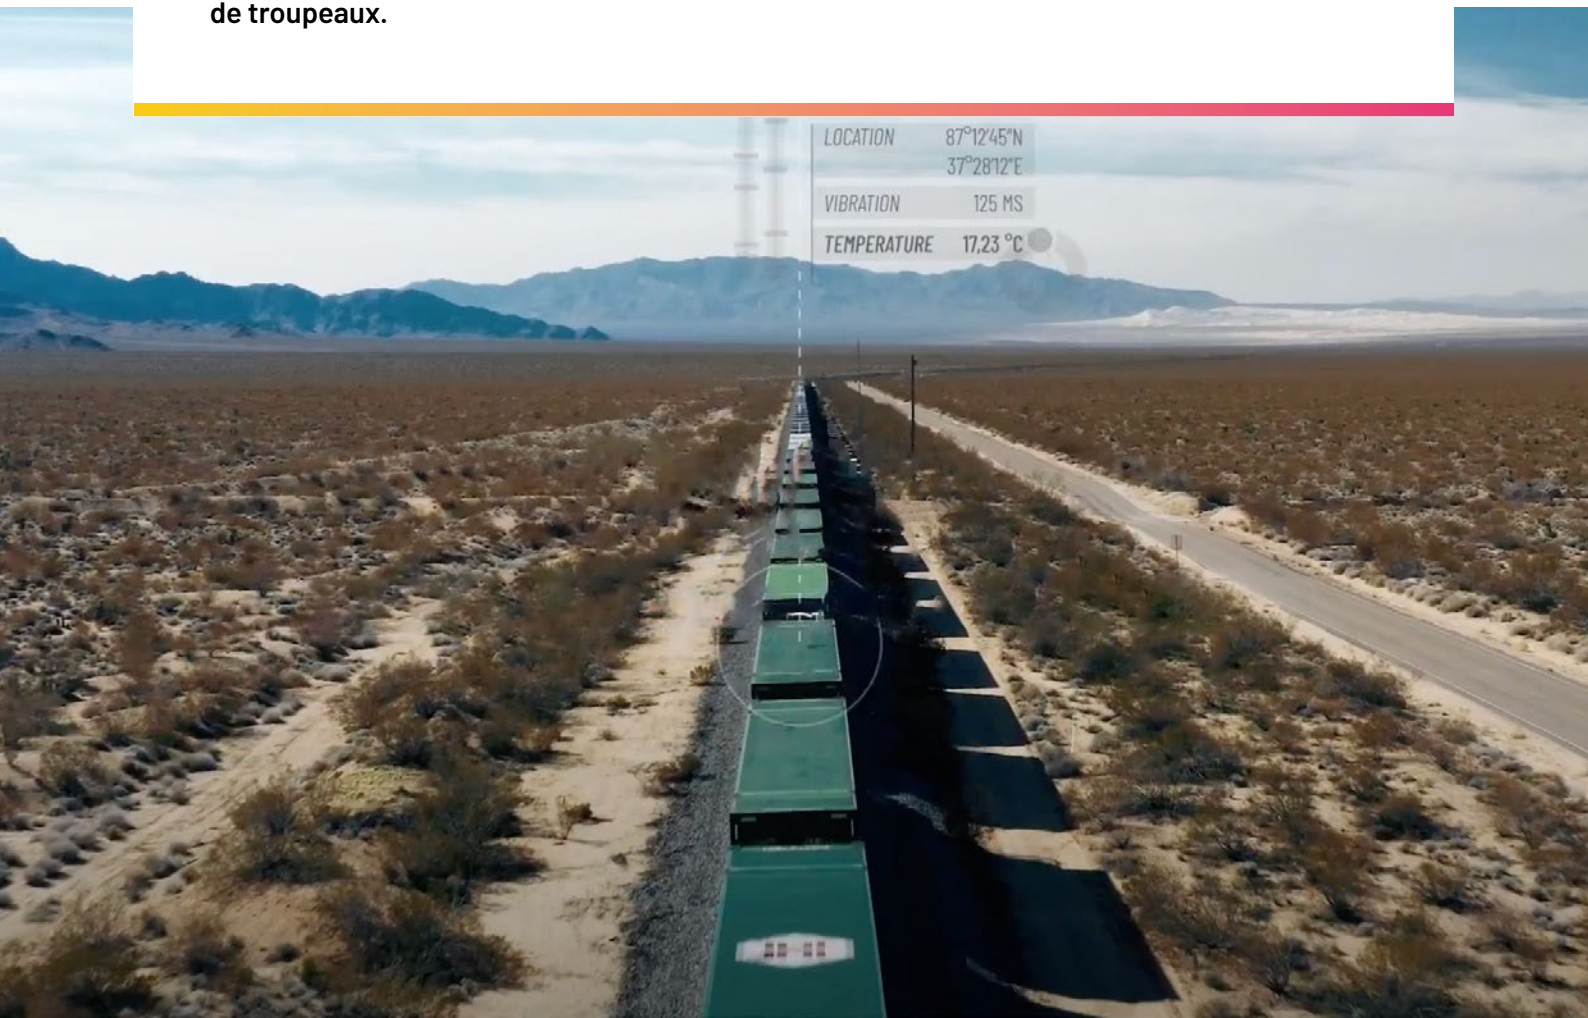 de troupeaux.
LOCATION 87°12'45"N
37°28'12"E
VIBRATION 125 MS
TEMPERATURE 17,23 °C